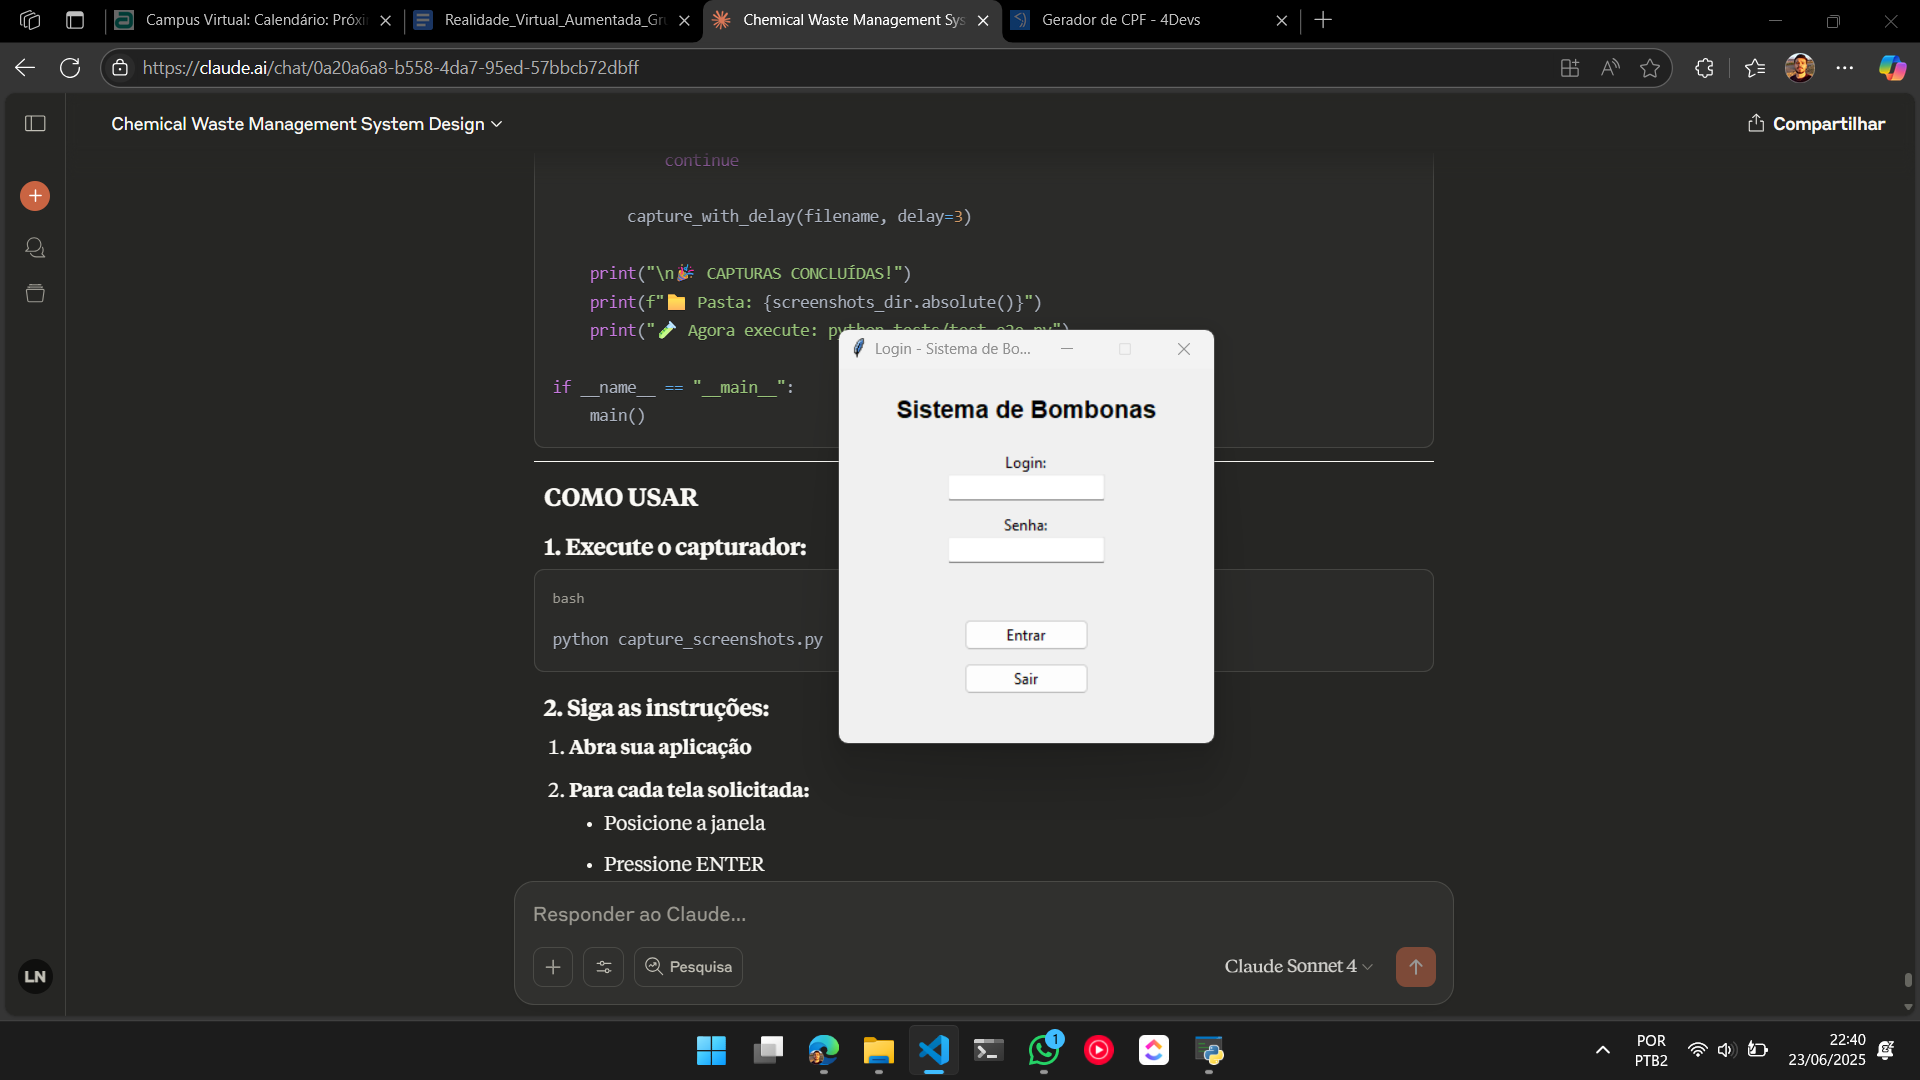 Campus Virtual: Calendário: Próxi
Realidade_Virtual_Aumentada_Gr
Chemical Waste Management Sys
Gerador de CPF - 4Devs
https://claude.ai/chat/0a20a6a8-b558-4da7-95ed-57bbcb72dbff
Chemical Waste Management System Design
Compartilhar
continue
capture_with_delay(filename, delay=3)
print("\n🎉 CAPTURAS CONCLUÍDAS!")
print(f"📁 Pasta: {screenshots_dir.absolute()}")
print("🧪 Agora execute: python tests/test_e2e.py")
if __name__ == "__main__":
main()
Login - Sistema de Bo...
Sistema de Bombonas
Login:
Senha:
Entrar
Sair
COMO USAR
1. Execute o capturador:
bash
python capture_screenshots.py
2. Siga as instruções:
1. Abra sua aplicação
2. Para cada tela solicitada:
• Posicione a janela
• Pressione ENTER
Responder ao Claude...
Pesquisa
Claude Sonnet 4
LN
1
POR
PTB2
22:40
23/06/2025